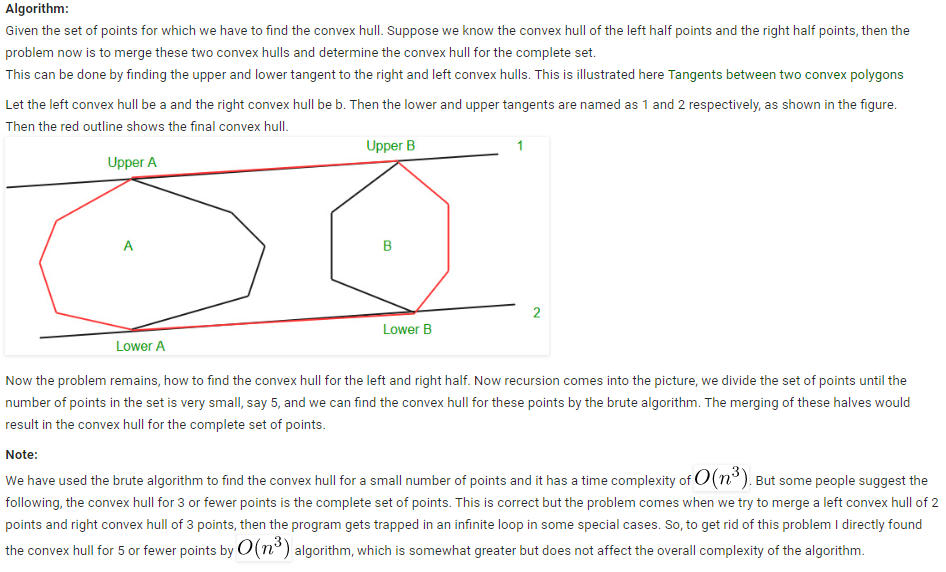 Algorithm:
Given the set of points for which we have to find the convex hull. Suppose we know the convex hull of the left half points and the right half points, then the
problem now is to merge these two convex hulls and determine the convex hull for the complete set.
This can be done by finding the upper and lower tangent to the right and left convex hulls. This is illustrated here Tangents between two convex polygons
Let the left convex hull be a and the right convex hull be b. Then the lower and upper tangents are named as 1 and 2 respectively, as shown in the figure.
Then the red outline shows the final convex hull.
Upper B
1
Upper A
A
B
2
Lower B
Lower A
Now the problem remains, how to find the convex hull for the left and right half. Now recursion comes into the picture, we divide the set of points until the
number of points in the set is very small, say 5, and we can find the convex hull for these points by the brute algorithm. The merging of these halves would
result in the convex hull for the complete set of points.
Note:
We have used the brute algorithm to find the convex hull for a small number of points and it has a time complexity of O(n³). But some people suggest the
following, the convex hull for 3 or fewer points is the complete set of points. This is correct but the problem comes when we try to merge a left convex hull of 2
points and right convex hull of 3 points, then the program gets trapped in an infinite loop in some special cases. So, to get rid of this problem I directly found
the convex hull for 5 or fewer points by O(n³) algorithm, which is somewhat greater but does not affect the overall complexity of the algorithm.